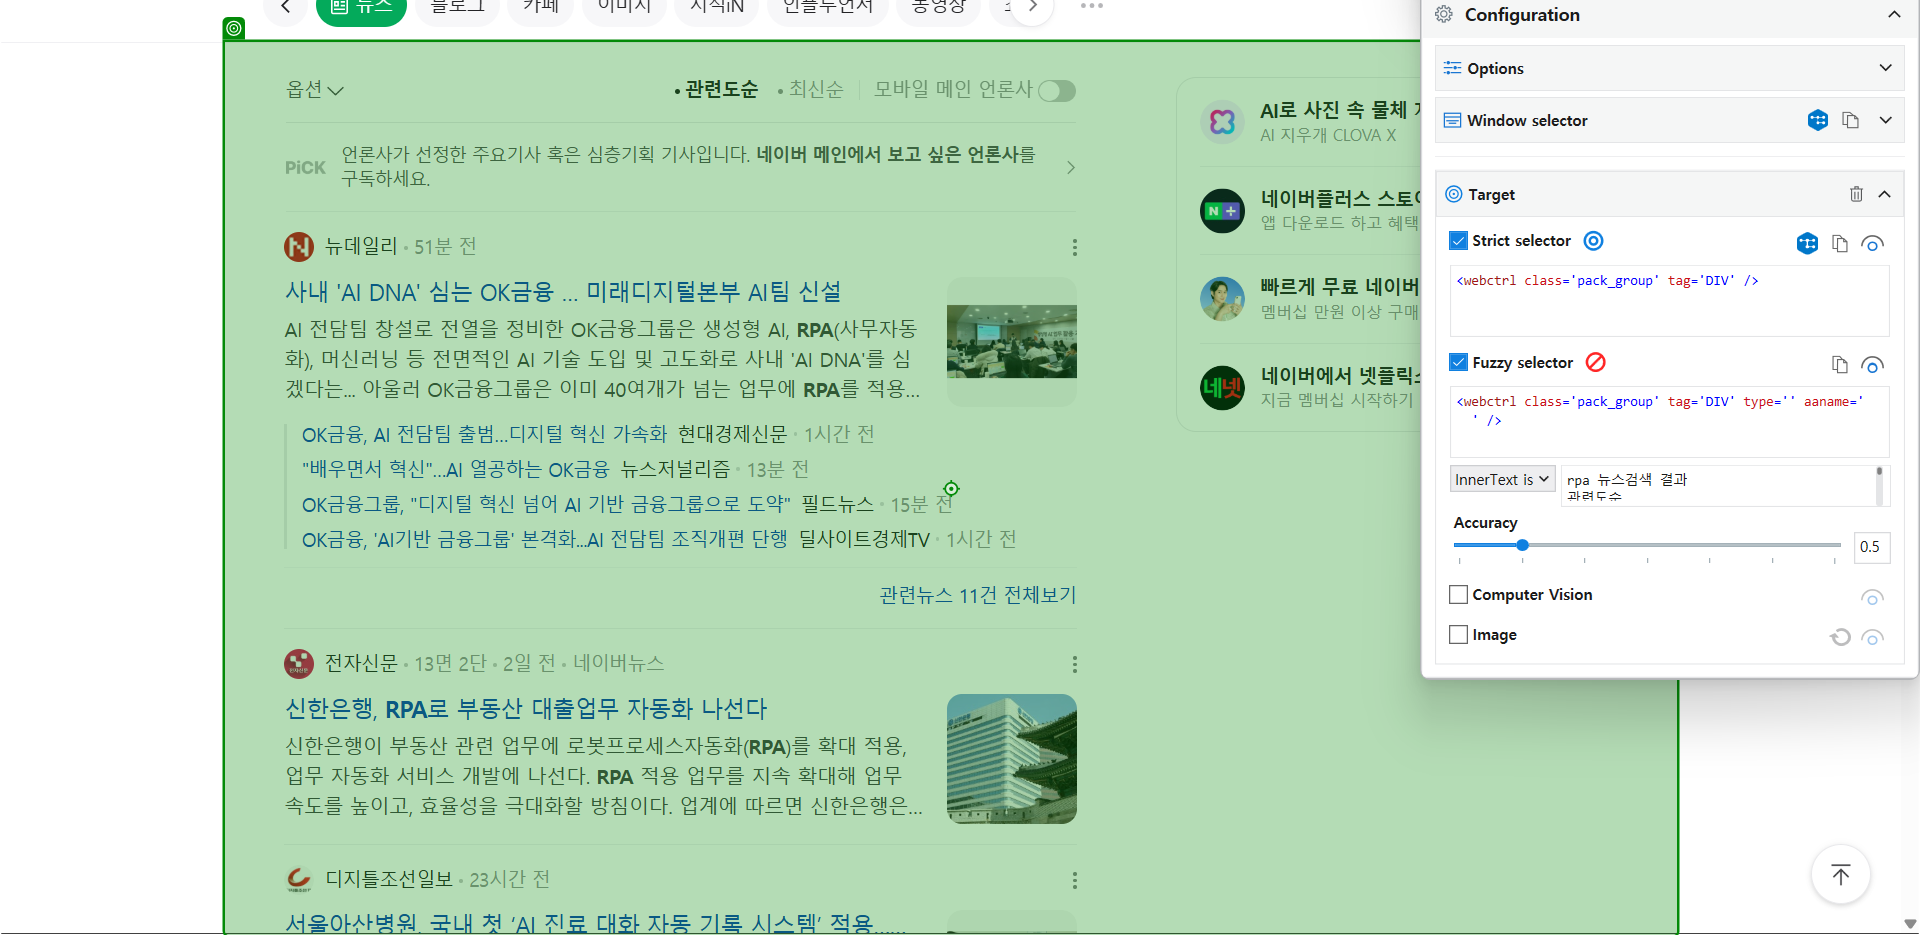 뉴스
블로그
카페
이미지
지식iN
인플루언서
동영상
옵션
• 관련도순
• 최신순
모바일 메인 언론사
PiCK
언론사가 선정한 주요기사 혹은 심층기획 기사입니다. 네이버 메인에서 보고 싶은 언론사를
구독하세요.
뉴데일리 · 51분 전
사내 'AI DNA' 심는 OK금융 ... 미래디지털본부 AI팀 신설
AI 전담팀 창설로 전열을 정비한 OK금융그룹은 생성형 AI, RPA(사무자동
화), 머신러닝 등 전면적인 AI 기술 도입 및 고도화로 사내 'AI DNA'를 심
겠다는... 아울러 OK금융그룹은 이미 40여개가 넘는 업무에 RPA를 적용...
OK금융, AI 전담팀 출범...디지털 혁신 가속화 현대경제신문 · 1시간 전
"배우면서 혁신"...AI 열공하는 OK금융 뉴스저널리즘 · 13분 전
OK금융그룹, "디지털 혁신 넘어 AI 기반 금융그룹으로 도약" 필드뉴스 · 15분 전
OK금융, 'AI기반 금융그룹' 본격화...AI 전담팀 조직개편 단행 딜사이트경제TV · 1시간 전
관련뉴스 11건 전체보기
전자신문 · 13면 2단 · 2일 전 · 네이버뉴스
신한은행, RPA로 부동산 대출업무 자동화 나선다
신한은행이 부동산 관련 업무에 로봇프로세스자동화(RPA)를 확대 적용,
업무 자동화 서비스 개발에 나선다. RPA 적용 업무를 지속 확대해 업무
속도를 높이고, 효율성을 극대화할 방침이다. 업계에 따르면 신한은행은...
디지틀조선일보 · 23시간 전
서울아산병원, 국내 첫 ‘AI 진료 대화 자동 기록 시스템’ 적용......
AI로 사진 속 물체
AI 지우개 CLOVA X
N+
네이버플러스 스토어
앱 다운로드 하고 혜택
빠르게 무료 네이버
멤버십 만원 이상 구매
네넷
네이버에서 넷플릭스
지금 멤버십 시작하기
Configuration
Options
Window selector
Target
Strict selector
<webctrl class='pack_group' tag='DIV' />
Fuzzy selector
<webctrl class='pack_group' tag='DIV' type='' aaname='
' />
InnerText is
rpa 뉴스검색 결과
관련도순
Accuracy
0.5
Computer Vision
Image